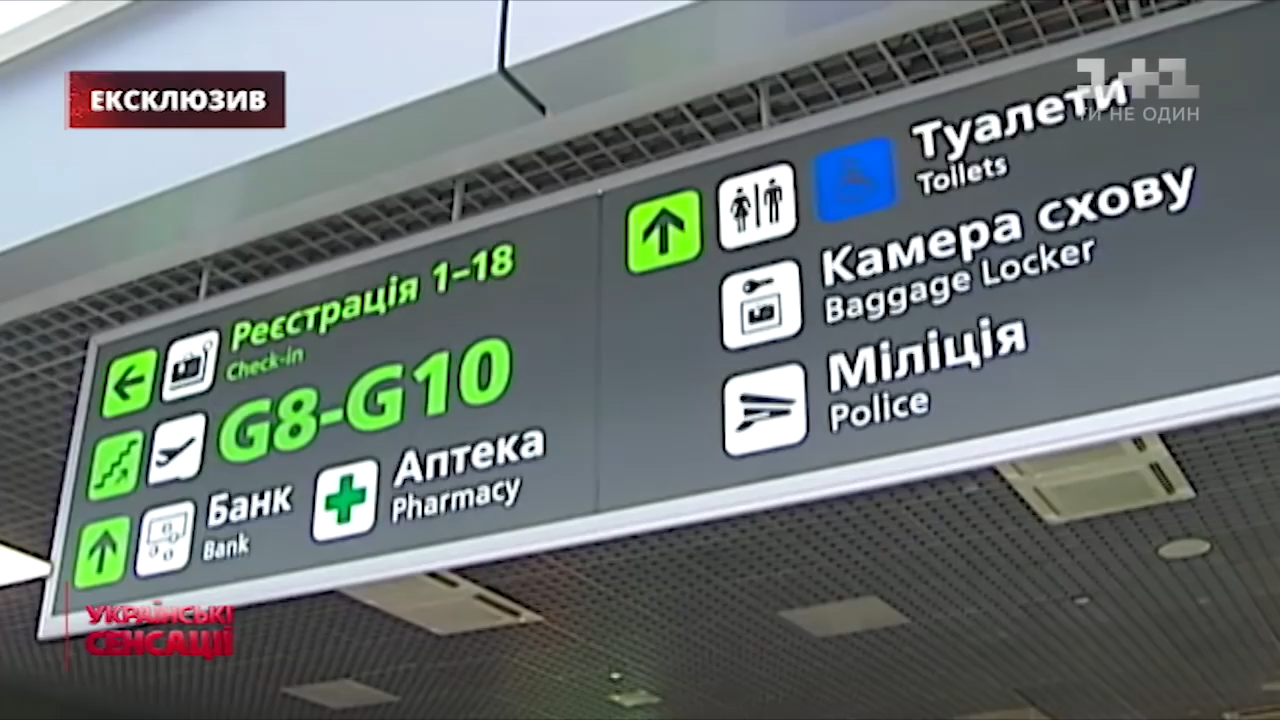 ЕКСКЛЮЗИВ
1+1
ТИ НЕ ОДИН
Реєстрація 1-18
Check-in
G8-G10
Банк
Bank
Аптека
Pharmacy
Туалети
Toilets
Камера схову
Baggage Locker
Міліція
Police
УКРАЇНСЬКІ
СЕНСАЦІЇ